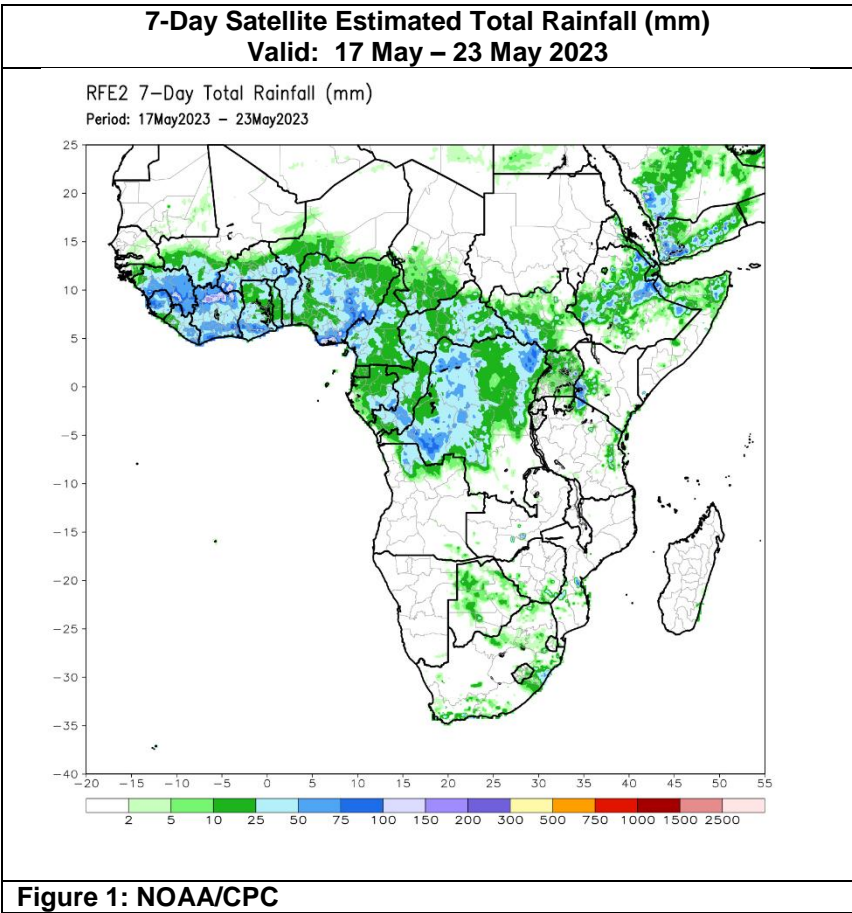 7-Day Satellite Estimated Total Rainfall (mm)
Valid:  17 May – 23 May 2023
RFE2 7-Day Total Rainfall (mm)
Period: 17May2023 – 23May2023
25
20
15
10
5
0
−5
−10
−15
−20
−25
−30
−35
−40
−20 −15 −10 −5 0 5 10 15 20 25 30 35 40 45 50 55
2 5 10 25 50 75 100 150 200 300 500 750 1000 1500 2500
Figure 1: NOAA/CPC